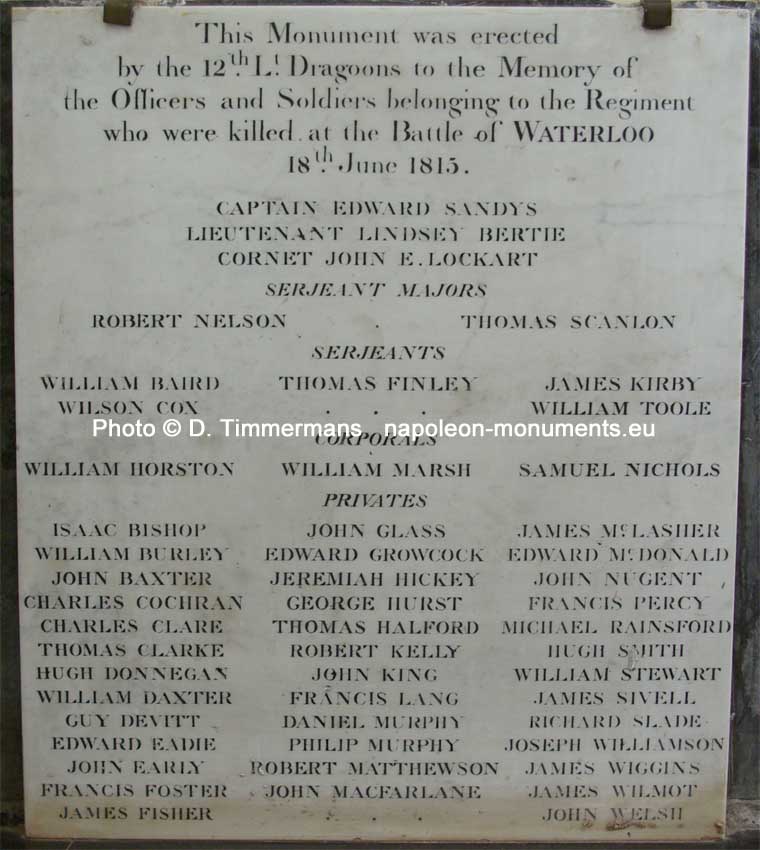 This Monument was erected
by the 12th. Lt. Dragoons to the Memory of
the Officers and Soldiers belonging to the Regiment
who were killed at the Battle of WATERLOO
18th. June 1815.
CAPTAIN EDWARD SANDYS
LIEUTENANT LINDSEY BERTIE
CORNET JOHN E. LOCKART
SERJEANT MAJORS
ROBERT NELSON . THOMAS SCANLON
SERJEANTS
WILLIAM BAIRD THOMAS FINLEY JAMES KIRBY
WILSON COX . . . WILLIAM TOOLE
Photo © D. Timmermans napoleon-monuments.eu
CORPORALS
WILLIAM HORSTON WILLIAM MARSH SAMUEL NICHOLS
PRIVATES
ISAAC BISHOP JOHN GLASS JAMES Mc.LASHER
WILLIAM BURLEY EDWARD GROWCOCK EDWARD Mc.DONALD
JOHN BAXTER JEREMIAH HICKEY JOHN NUGENT
CHARLES COCHRAN GEORGE HURST FRANCIS PERCY
CHARLES CLARE THOMAS HALFORD MICHAEL RAINSFORD
THOMAS CLARKE ROBERT KELLY HUGH SMITH
HUGH DONNEGAN JOHN KING WILLIAM STEWART
WILLIAM DAXTER FRANCIS LANG JAMES SIVELL
GUY DEVITT DANIEL MURPHY RICHARD SLADE
EDWARD EADIE PHILIP MURPHY JOSEPH WILLIAMSON
JOHN EARLY ROBERT MATTHEWSON JAMES WIGGINS
FRANCIS FOSTER JOHN MACFARLANE JAMES WILMOT
JAMES FISHER . . . JOHN WELSH